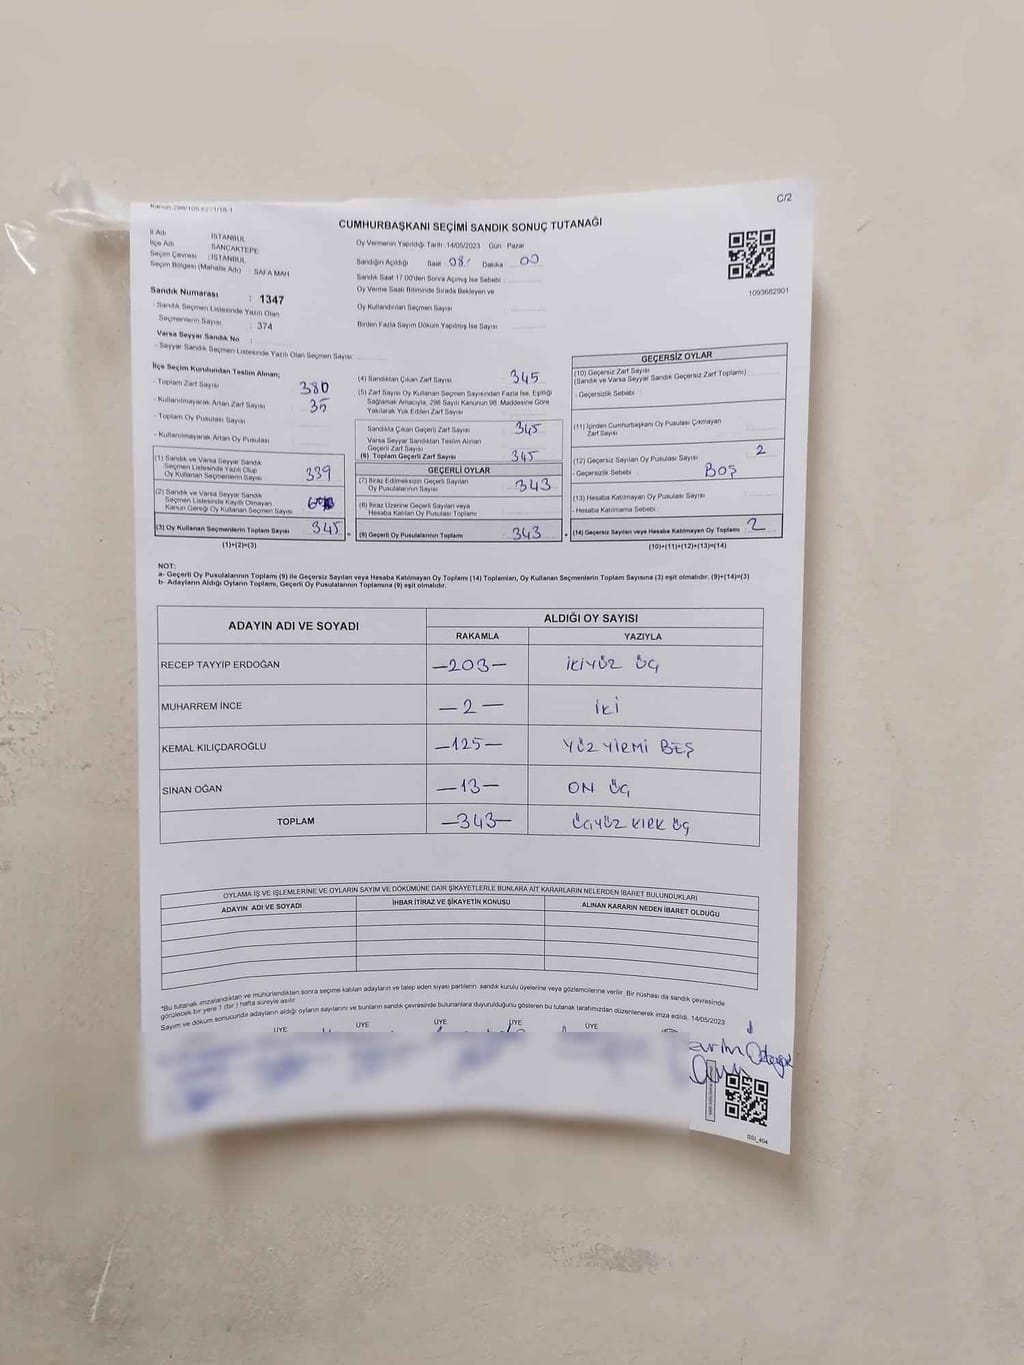 Kanun:298/105,6271/18-1
C/2
CUMHURBAŞKANI SEÇİMİ SANDIK SONUÇ TUTANAĞI
İl Adı : İSTANBUL
İlçe Adı : SANCAKTEPE
Seçim Çevresi : İSTANBUL
Seçim Bölgesi (Mahalle Adı) : SAFA MAH
Sandık Numarası : 1347
- Sandık Seçmen Listesinde Yazılı Olan
Seçmenlerin Sayısı : 374
Varsa Seyyar Sandık No :
- Seyyar Sandık Seçmen Listesinde Yazılı Olan Seçmen Sayısı
Oy Vermenin Yapıldığı Tarih :14/05/2023 Gün : Pazar
Sandığın Açıldığı Saat 08: Dakika 00
Sandık Saat 17.00'den Sonra Açılmış İse Sebebi
Oy Verme Saati Bitiminde Sırada Bekleyen ve
Oy Kullandırılan Seçmen Sayısı
Birden Fazla Sayım Döküm Yapılmış İse Sayısı
1093682901
İlçe Seçim Kurulundan Teslim Alınan;
- Toplam Zarf Sayısı 380
- Kullanılmayarak Artan Zarf Sayısı 35
- Toplam Oy Pusulası Sayısı
- Kullanılmayarak Artan Oy Pusulası
(1) Sandık ve Varsa Seyyar Sandık
Seçmen Listesinde Yazılı Olup
Oy Kullanan Seçmenlerin Sayısı 339
(2) Sandık ve Varsa Seyyar Sandık
Seçmen Listesinde Kayıtlı Olmayan
Kanun Gereği Oy Kullanan Seçmen Sayısı
(3) Oy Kullanan Seçmenlerin Toplam Sayısı 345
(1)+(2)=(3)
(4) Sandıktan Çıkan Zarf Sayısı 345
(5) Zarf Sayısı Oy Kullanan Seçmen Sayısından Fazla İse, Eşitliği
Sağlamak Amacıyla, 298 Sayılı Kanunun 98. Maddesine Göre
Yakılarak Yok Edilen Zarf Sayısı
Sandıkta Çıkan Geçerli Zarf Sayısı 345
Varsa Seyyar Sandıktan Teslim Alınan
Geçerli Zarf Sayısı
(6) Toplam Geçerli Zarf Sayısı 345
GEÇERLİ OYLAR
(7) İtiraz Edilmeksizin Geçerli Sayılan
Oy Pusulalarının Sayısı 343
(8) İtiraz Üzerine Geçerli Sayılan veya
Hesaba Katılan Oy Pusulası Toplamı
(9) Geçerli Oy Pusulalarının Toplamı 343
GEÇERSİZ OYLAR
(10) Geçersiz Zarf Sayısı
(Sandık ve Varsa Seyyar Sandık Geçersiz Zarf Toplamı)
- Geçersizlik Sebebi
(11) İçinden Cumhurbaşkanı Oy Pusulası Çıkmayan
Zarf Sayısı
(12) Geçersiz Sayılan Oy Pusulası Sayısı 2
- Geçersizlik Sebebi BOŞ
(13) Hesaba Katılmayan Oy Pusulası Sayısı
- Hesaba Katılmama Sebebi
(14) Geçersiz Sayılan veya Hesaba Katılmayan Oy Toplamı 2
(10)+(11)+(12)+(13)=(14)
NOT:
a- Geçerli Oy Pusulalarının Toplamı (9) ile Geçersiz Sayılan veya Hesaba Katılmayan Oy Toplamı (14) Toplamları, Oy Kullanan Seçmenlerin Toplam Sayısına (3) eşit olmalıdır. (9)+(14)=(3)
b- Adayların Aldığı Oyların Toplamı, Geçerli Oy Pusulalarının Toplamına (9) eşit olmalıdır.
ADAYIN ADI VE SOYADI
ALDIĞI OY SAYISI
RAKAMLA YAZIYLA
RECEP TAYYİP ERDOĞAN -203- İKİYÜZ ÜÇ
MUHARREM İNCE -2- İKİ
KEMAL KILIÇDAROĞLU -125- YÜZ YİRMİ BEŞ
SİNAN OĞAN -13- ON ÜÇ
TOPLAM -343- ÜÇYÜZ KIRK ÜÇ
OYLAMA İŞ VE İŞLEMLERİNE VE OYLARIN SAYIM VE DÖKÜMÜNE DAİR ŞİKAYETLERLE BUNLARA AİT KARARLARIN NELERDEN İBARET BULUNDUKLARI
ADAYIN ADI VE SOYADI İHBAR İTİRAZ VE ŞİKAYETİN KONUSU ALINAN KARARIN NEDEN İBARET OLDUĞU
"Bu tutanak imzalandıktan ve mühürlendikten sonra seçime katılan adayların ve talep eden siyasi partilerin sandık kurulu üyelerine veya gözlemcilerine verilir. Bir nüshası da sandık çevresinde
görülecek bir yere 1 (bir) hafta süreyle asılır.
Sayım ve döküm sonucunda adayların aldığı oyların sayılarını ve bunların sandık çevresinde bulunanlara duyurulduğunu gösteren bu tutanak tarafımızdan düzenlenerek imza edildi. 14/05/2023
ÜYE ÜYE ÜYE ÜYE ÜYE
SSI_404